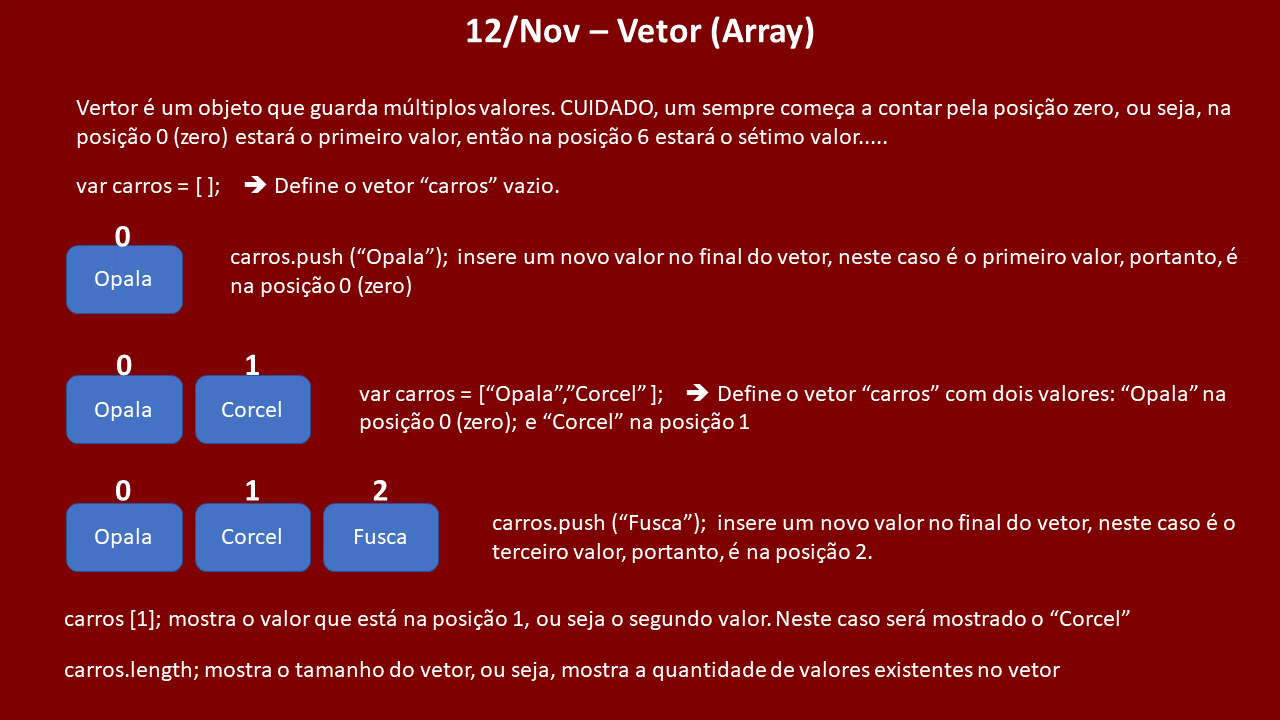 12/Nov – Vetor (Array)
Vertor é um objeto que guarda múltiplos valores. CUIDADO, um sempre começa a contar pela posição zero, ou seja, na
posição 0 (zero) estará o primeiro valor, então na posição 6 estará o sétimo valor.....
var carros = [ ]; 🡺 Define o vetor “carros” vazio.
0
Opala
carros.push (“Opala”); insere um novo valor no final do vetor, neste caso é o primeiro valor, portanto, é
na posição 0 (zero)
0 1
Opala Corcel
var carros = [“Opala”,”Corcel” ]; 🡺 Define o vetor “carros” com dois valores: “Opala” na
posição 0 (zero); e “Corcel” na posição 1
0 1 2
Opala Corcel Fusca
carros.push (“Fusca”); insere um novo valor no final do vetor, neste caso é o
terceiro valor, portanto, é na posição 2.
carros [1]; mostra o valor que está na posição 1, ou seja o segundo valor. Neste caso será mostrado o “Corcel”
carros.length; mostra o tamanho do vetor, ou seja, mostra a quantidade de valores existentes no vetor